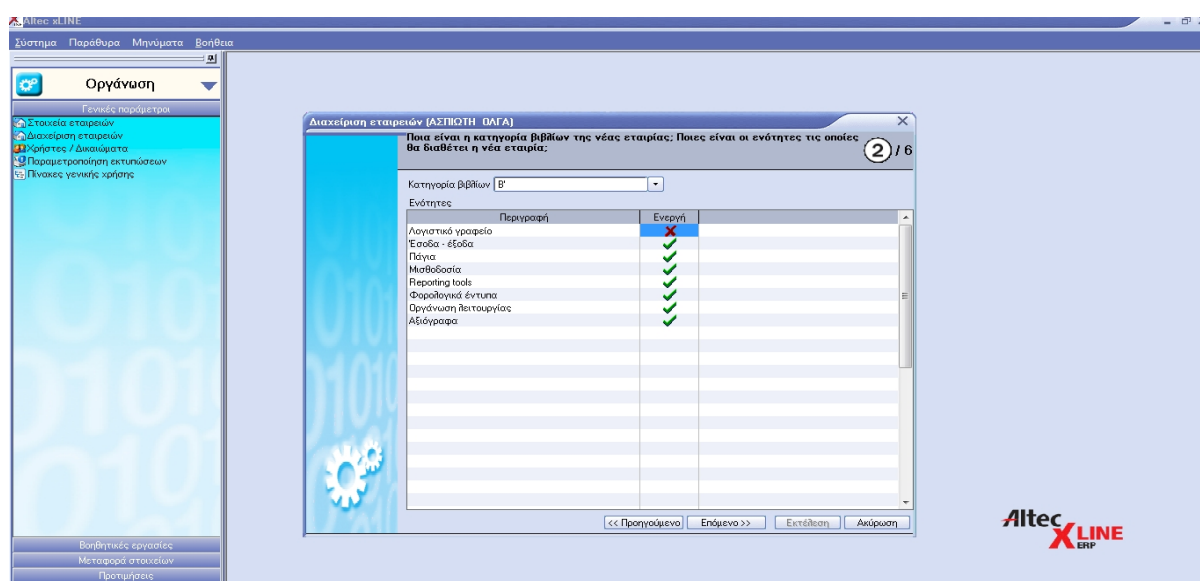 Altec xLINE
Σύστημα Παράθυρα Μηνύματα Βοήθεια
Οργάνωση
Γενικές παράμετροι
Στοιχεία εταιρειών
Διαχείριση εταιρειών
Χρήστες / Δικαιώματα
Παραμετροποίηση εκτυπώσεων
Πίνακες γενικής χρήσης
Διαχείριση εταιρειών (ΑΣΠΙΩΤΗ ΟΛΓΑ)
Ποια είναι η κατηγορία βιβλίων της νέας εταιρίας; Ποιες είναι οι ενότητες τις οποίες
θα διαθέτει η νέα εταιρία;
2 / 6
Κατηγορία βιβλίων Β'
Ενότητες
Περιγραφή Ενεργή
Λογιστικό γραφείο
Έσοδα - έξοδα
Πάγια
Μισθοδοσία
Reporting tools
Φορολογικά έντυπα
Οργάνωση λειτουργίας
Αξιόγραφα
<< Προηγούμενο Επόμενο >> Εκτέλεση Ακύρωση
Βοηθητικές εργασίες
Μεταφορά στοιχείων
Προτιμήσεις
Altec
XLINE
ERP